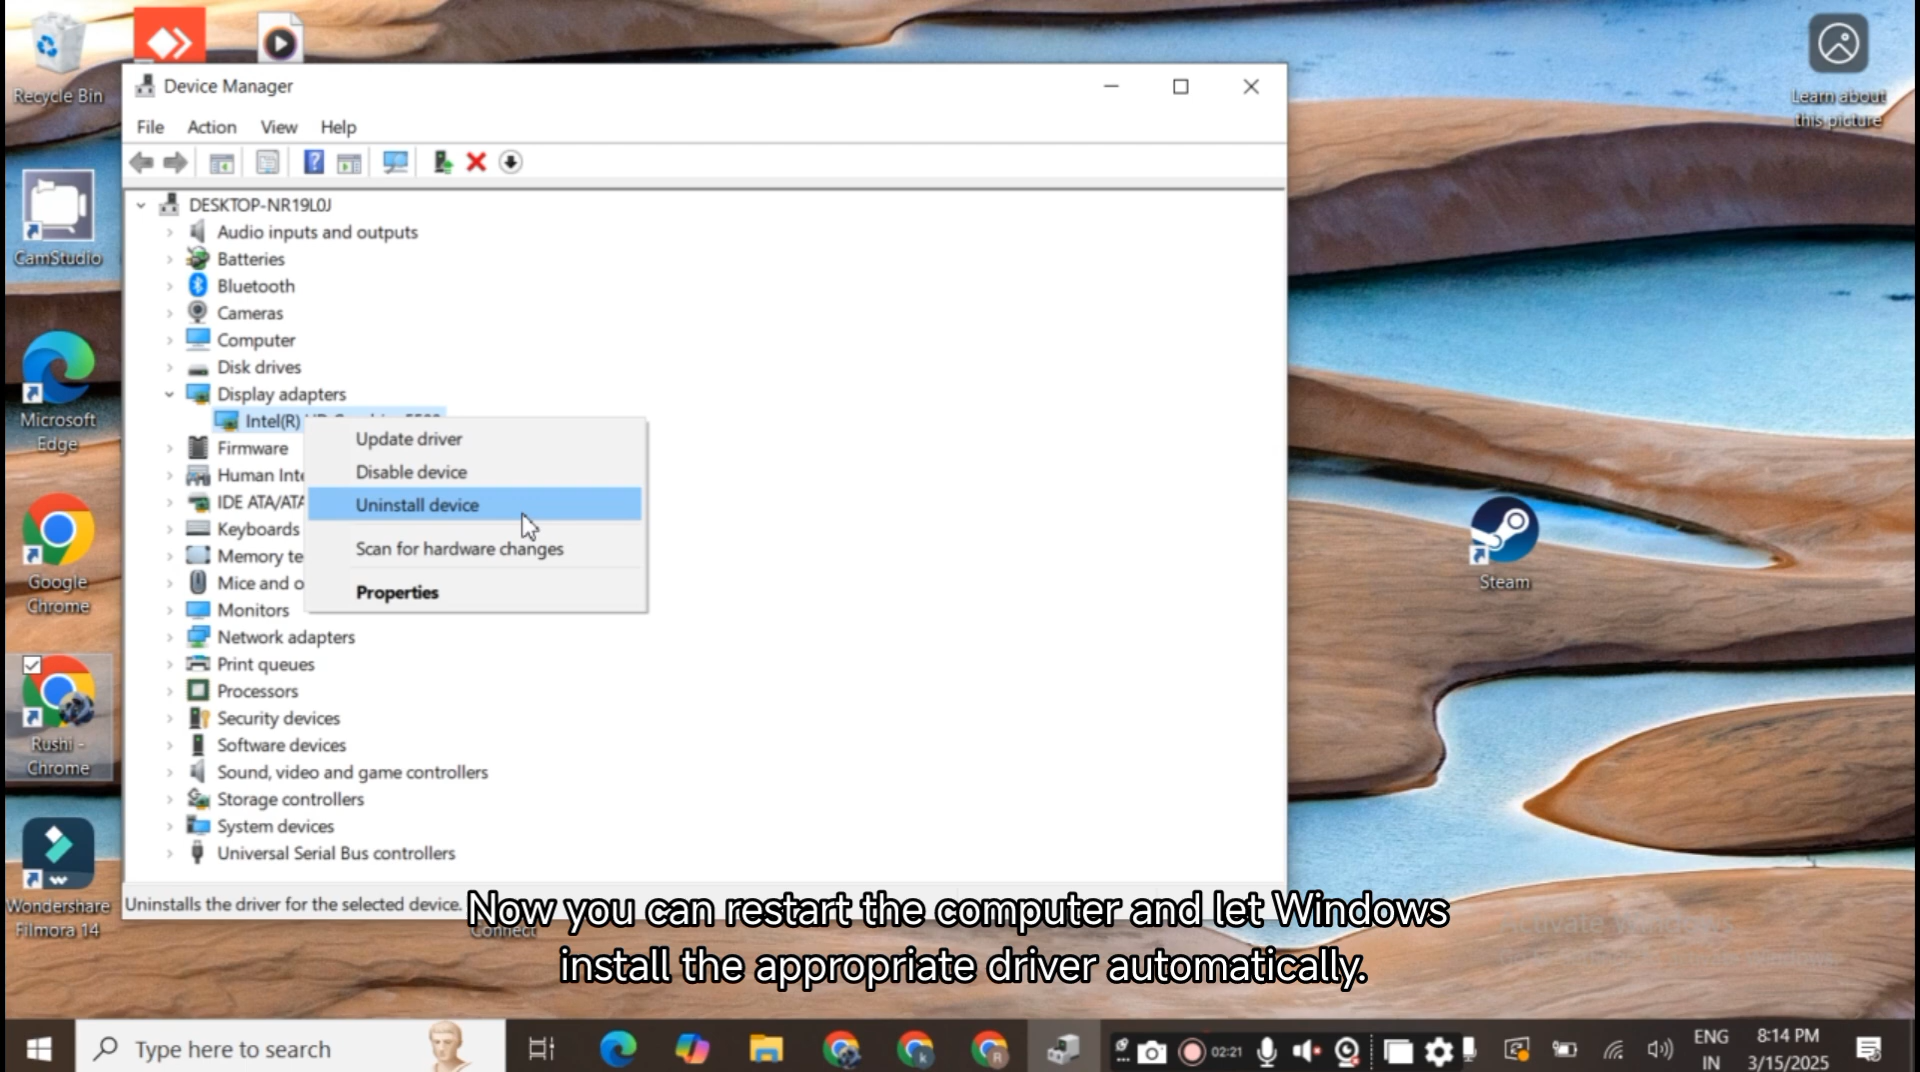 Recycle Bin
Learn about
this picture
Device Manager
File Action View Help
DESKTOP-NR19L0J
Audio inputs and outputs
Batteries
Bluetooth
Cameras
Computer
Disk drives
Display adapters
Intel(R)
Update driver
Firmware
Disable device
Human Inte
IDE ATA/ATA
Uninstall device
Keyboards
Memory te
Scan for hardware changes
Mice and o
Properties
Monitors
Network adapters
Print queues
Processors
Security devices
Software devices
Sound, video and game controllers
Storage controllers
System devices
Universal Serial Bus controllers
Uninstalls the driver for the selected device.
CamStudio
Microsoft
Edge
Google
Chrome
Rushi -
Chrome
Wondershare
Filmora 14
Connect
Steam
Now you can restart the computer and let Windows
install the appropriate driver automatically.
Activate Windows
Type here to search
k
R
02:21
ENG
IN
8:14 PM
3/15/2025